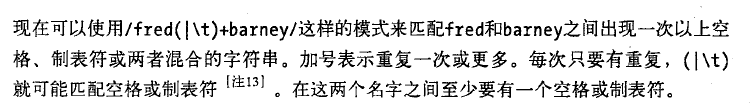 现在可以使用/fred(|\t)+barney/这样的模式来匹配fred和barney之间出现一次以上空
格、制表符或两者混合的字符串。加号表示重复一次或更多。每次只要有重复，(|\t)
就可能匹配空格或制表符[注13]。在这两个名字之间至少要有一个空格或制表符。